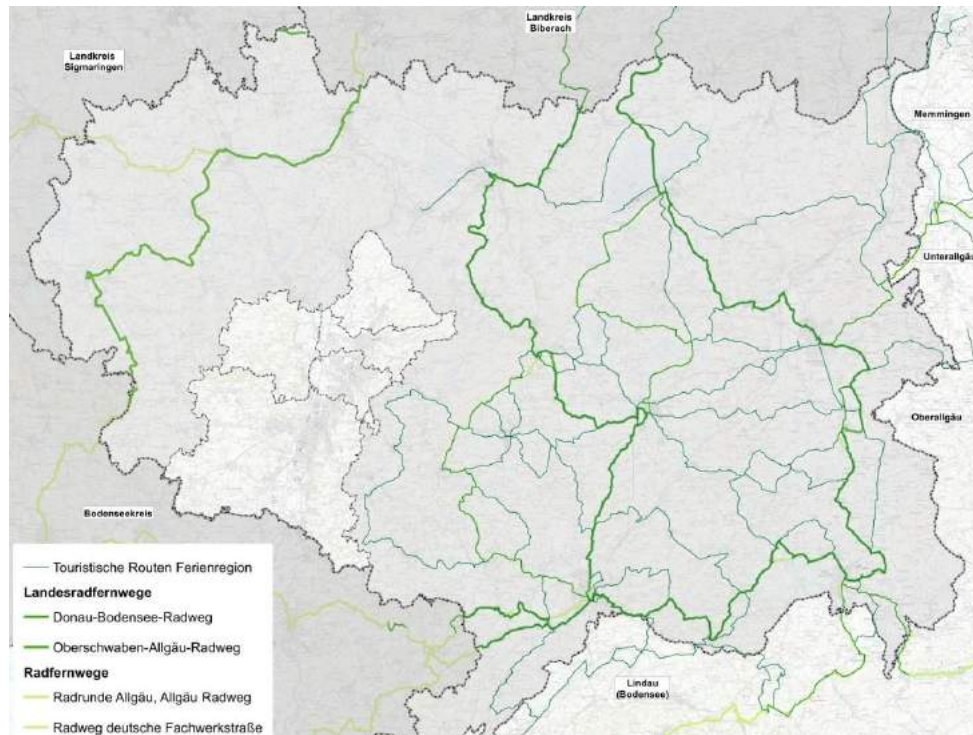 Landkreis
Biberach
Landkreis
Sigmaringen
Memmingen
Unterallgäu
Oberallgäu
Bodenseekreis
Lindau
(Bodensee)
Touristische Routen Ferienregion
Landesradfernwege
Donau-Bodensee-Radweg
Oberschwaben-Allgäu-Radweg
Radfernwege
Radrunde Allgäu, Allgäu Radweg
Radweg deutsche Fachwerkstraße